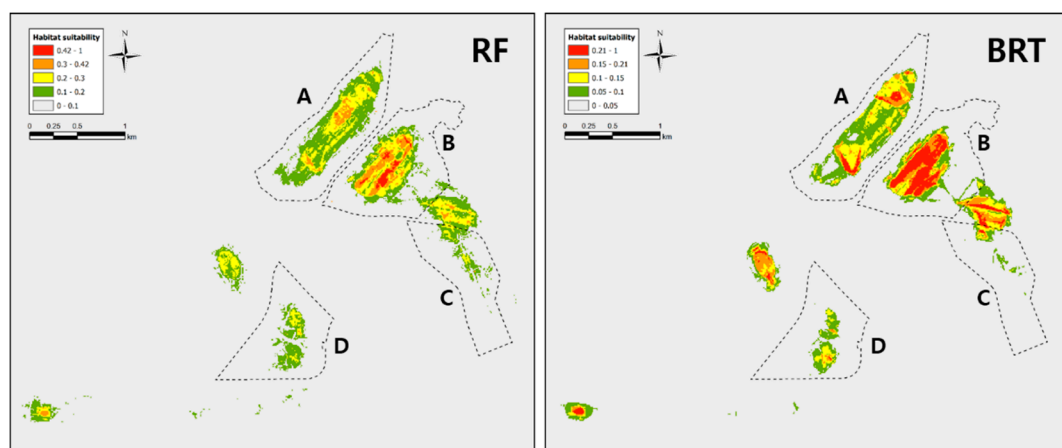 RF
Habitat suitability
0.42 - 1
0.3 - 0.42
0.2 - 0.3
0.1 - 0.2
0 - 0.1
N
0 0.25 0.5 1
km
A
B
C
D
BRT
Habitat suitability
0.21 - 1
0.15 - 0.21
0.1 - 0.15
0.05 - 0.1
0 - 0.05
N
0 0.25 0.5 1
km
A
B
C
D